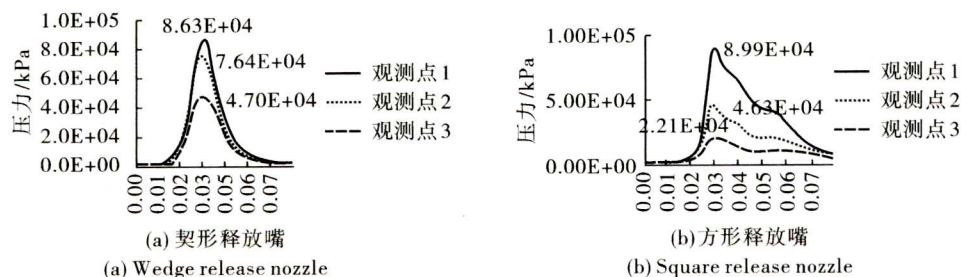 1.0E+05
8.0E+04
6.0E+04
4.0E+04
2.0E+04
0.0E+00
压力/kPa
8.63E+04
7.64E+04
4.70E+04
观测点1
观测点2
观测点3
0.00
0.01
0.02
0.03
0.04
0.05
0.06
0.07
(a) 契形释放嘴
(a) Wedge release nozzle
1.00E+05
5.00E+04
0.00E+00
压力/kPa
8.99E+04
4.63E+04
2.21E+04
观测点1
观测点2
观测点3
0.00
0.01
0.02
0.03
0.04
0.05
0.06
0.07
(b)方形释放嘴
(b) Square release nozzle